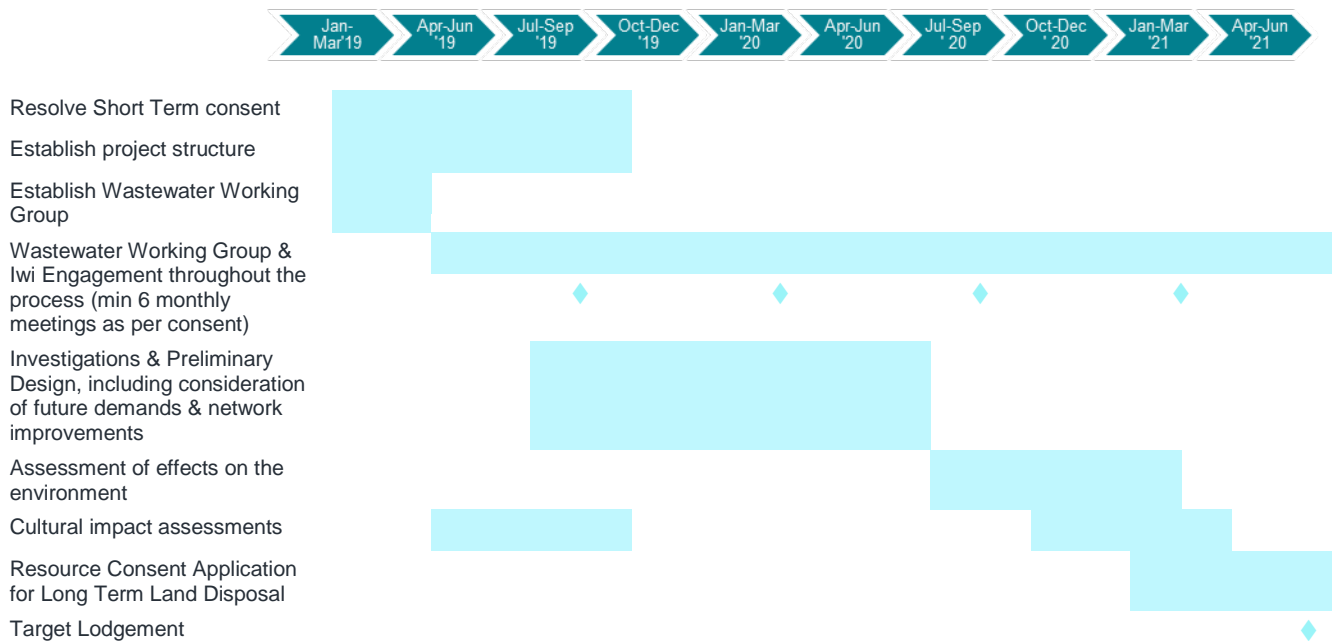 Jan-
Mar'19
Apr-Jun
'19
Jul-Sep
'19
Oct-Dec
'19
Jan-Mar
'20
Apr-Jun
'20
Jul-Sep
' 20
Oct-Dec
' 20
Jan-Mar
'21
Apr-Jun
'21
Resolve Short Term consent
Establish project structure
Establish Wastewater Working
Group
Wastewater Working Group &
Iwi Engagement throughout the
process (min 6 monthly
meetings as per consent)
Investigations & Preliminary
Design, including consideration
of future demands & network
improvements
Assessment of effects on the
environment
Cultural impact assessments
Resource Consent Application
for Long Term Land Disposal
Target Lodgement